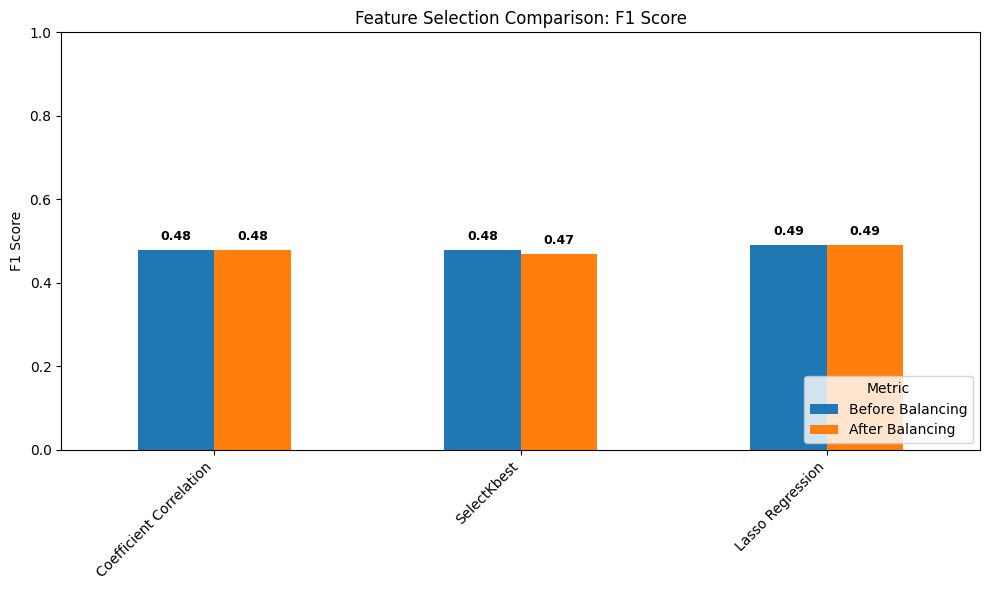 Feature Selection Comparison: F1 Score
F1 Score
1.0
0.8
0.6
0.4
0.2
0.0
0.48 0.48
0.48 0.47
0.49 0.49
Metric
Before Balancing
After Balancing
Coefficient Correlation
SelectKbest
Lasso Regression